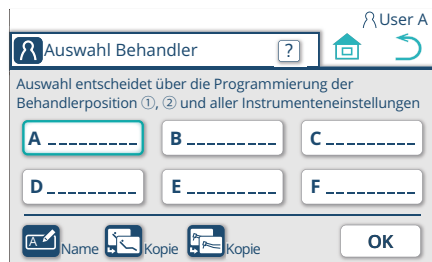 User A
Auswahl Behandler ?
Auswahl entscheidet über die Programmierung der
Behandlerposition ①, ② und aller Instrumenteneinstellungen
A _________ B _________ C _________
D _________ E _________ F _________
A Name Kopie Kopie OK